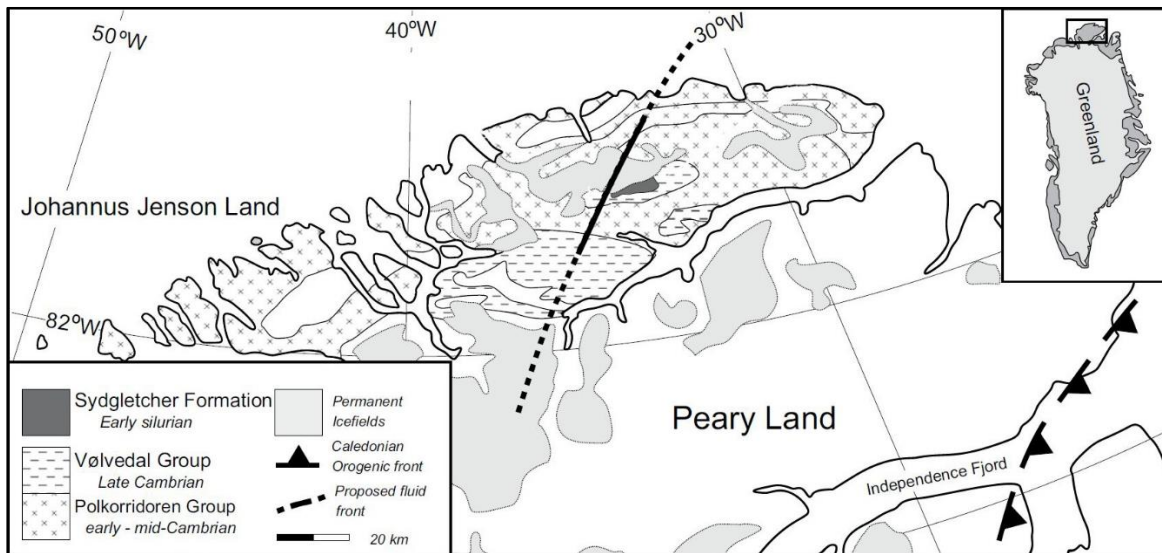 50°W
40°W
30°W
Greenland
Johannus Jenson Land
82°W
Peary Land
Independence Fjord
Sydgletcher Formation
Early silurian
Vølvedal Group
Late Cambrian
Polkorridoren Group
early - mid-Cambrian
Permanent
Icefields
Caledonian
Orogenic front
Proposed fluid
front
20 km